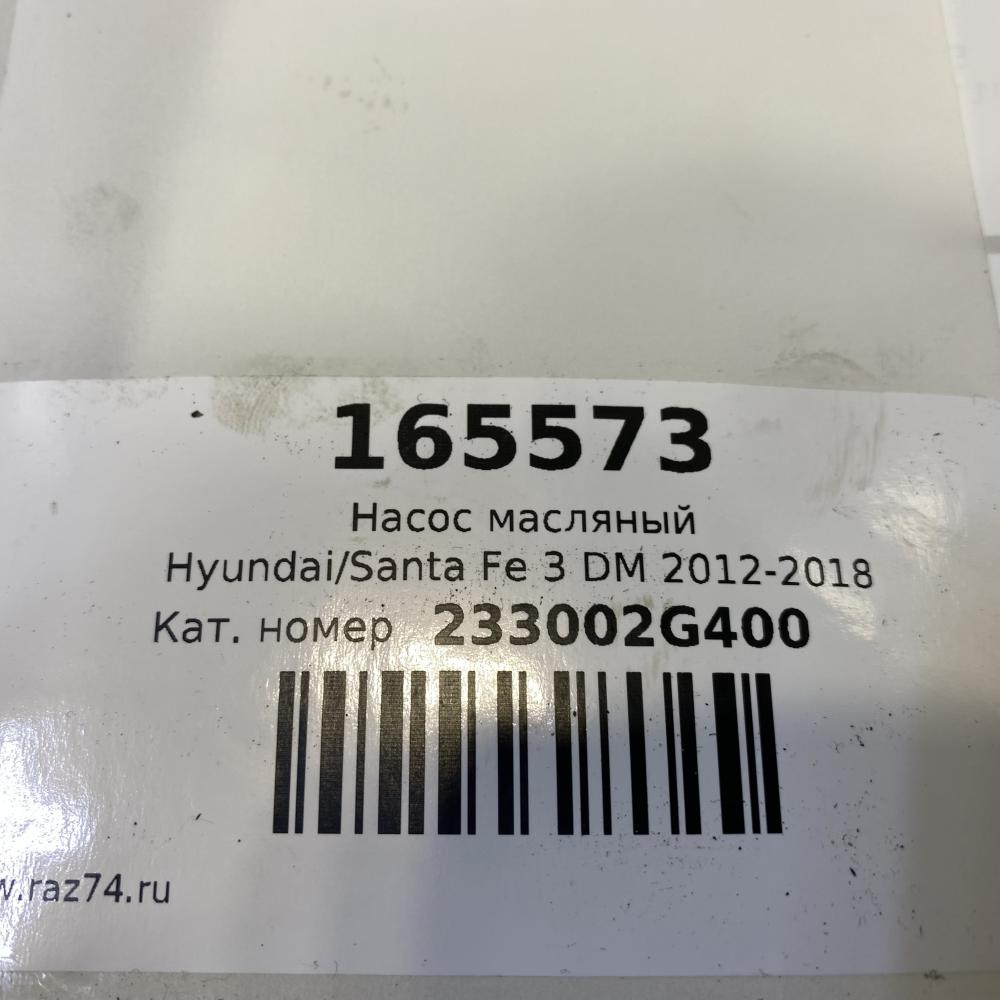 165573
Насос масляный
Hyundai/Santa Fe 3 DM 2012-2018
Кат. номер 233002G400
w.raz74.ru